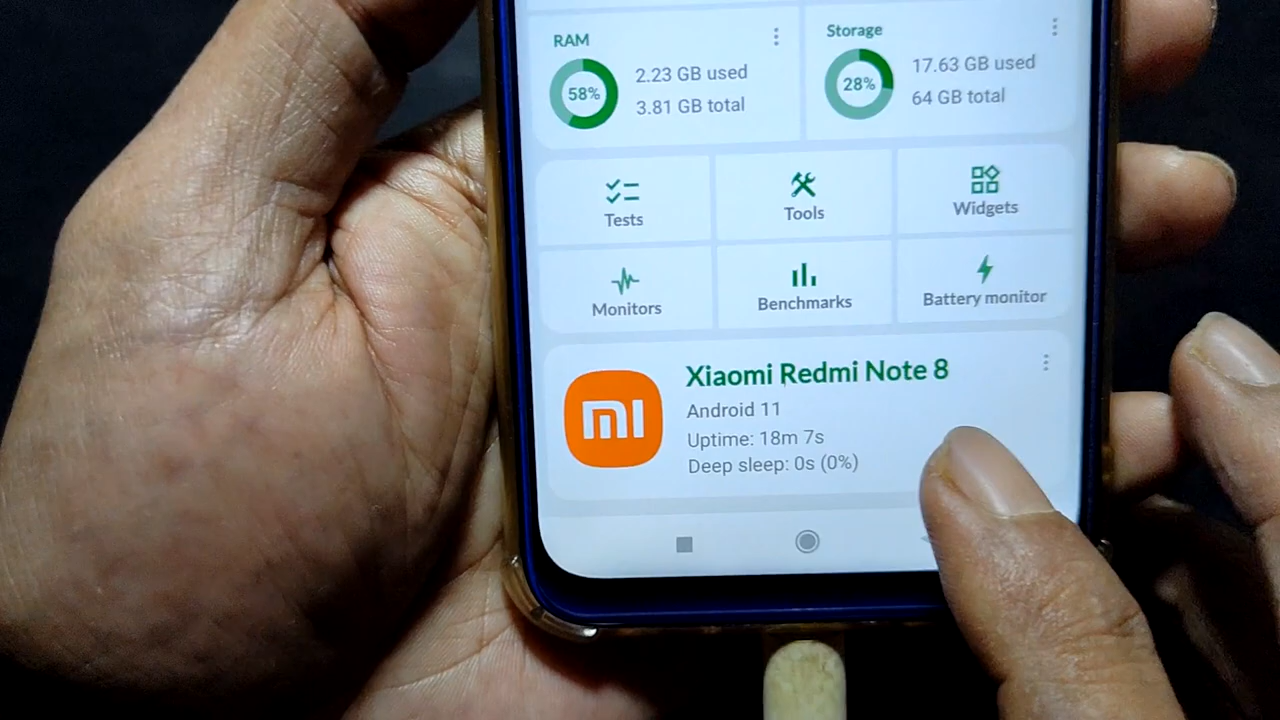 RAM
58%
2.23 GB used
3.81 GB total
Storage
28%
17.63 GB used
64 GB total
Tests
Tools
Widgets
Monitors
Benchmarks
Battery monitor
mi
Xiaomi Redmi Note 8
Android 11
Uptime: 18m 7s
Deep sleep: 0s (0%)